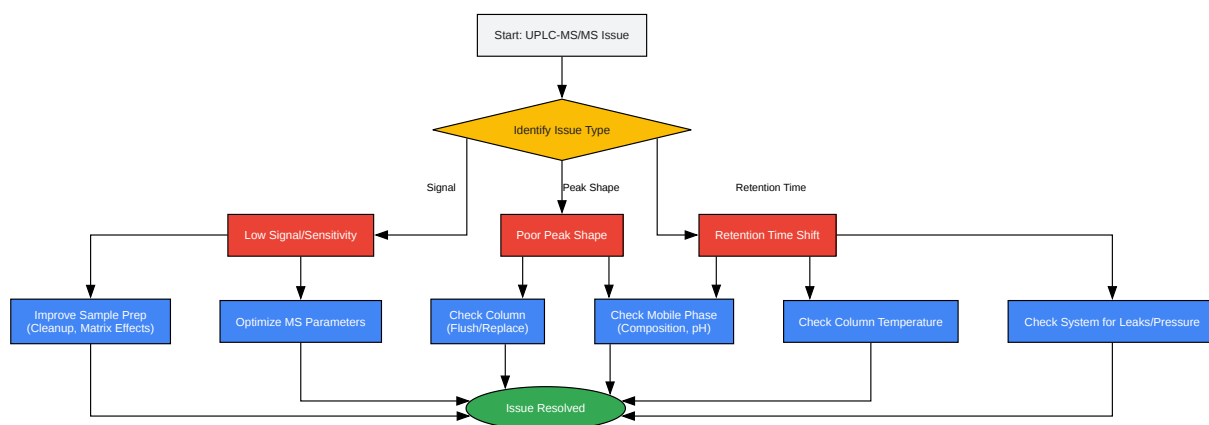 Start: UPLC-MS/MS Issue
Identify Issue Type
Signal
Peak Shape
Retention Time
Low Signal/Sensitivity
Poor Peak Shape
Retention Time Shift
Improve Sample Prep
(Cleanup, Matrix Effects)
Optimize MS Parameters
Check Column
(Flush/Replace)
Check Mobile Phase
(Composition, pH)
Check Column Temperature
Check System for Leaks/Pressure
Issue Resolved